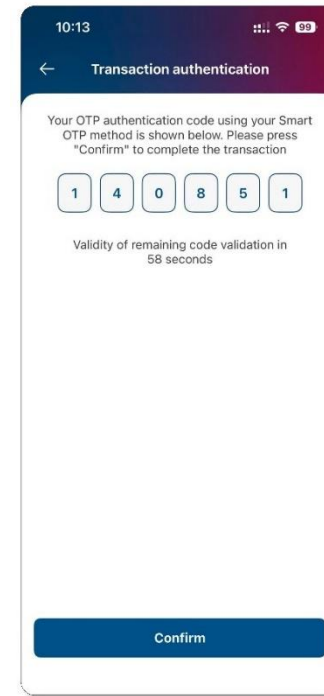 10:13
99
Transaction authentication
Your OTP authentication code using your Smart
OTP method is shown below. Please press
"Confirm" to complete the transaction
1 4 0 8 5 1
Validity of remaining code validation in
58 seconds
Confirm